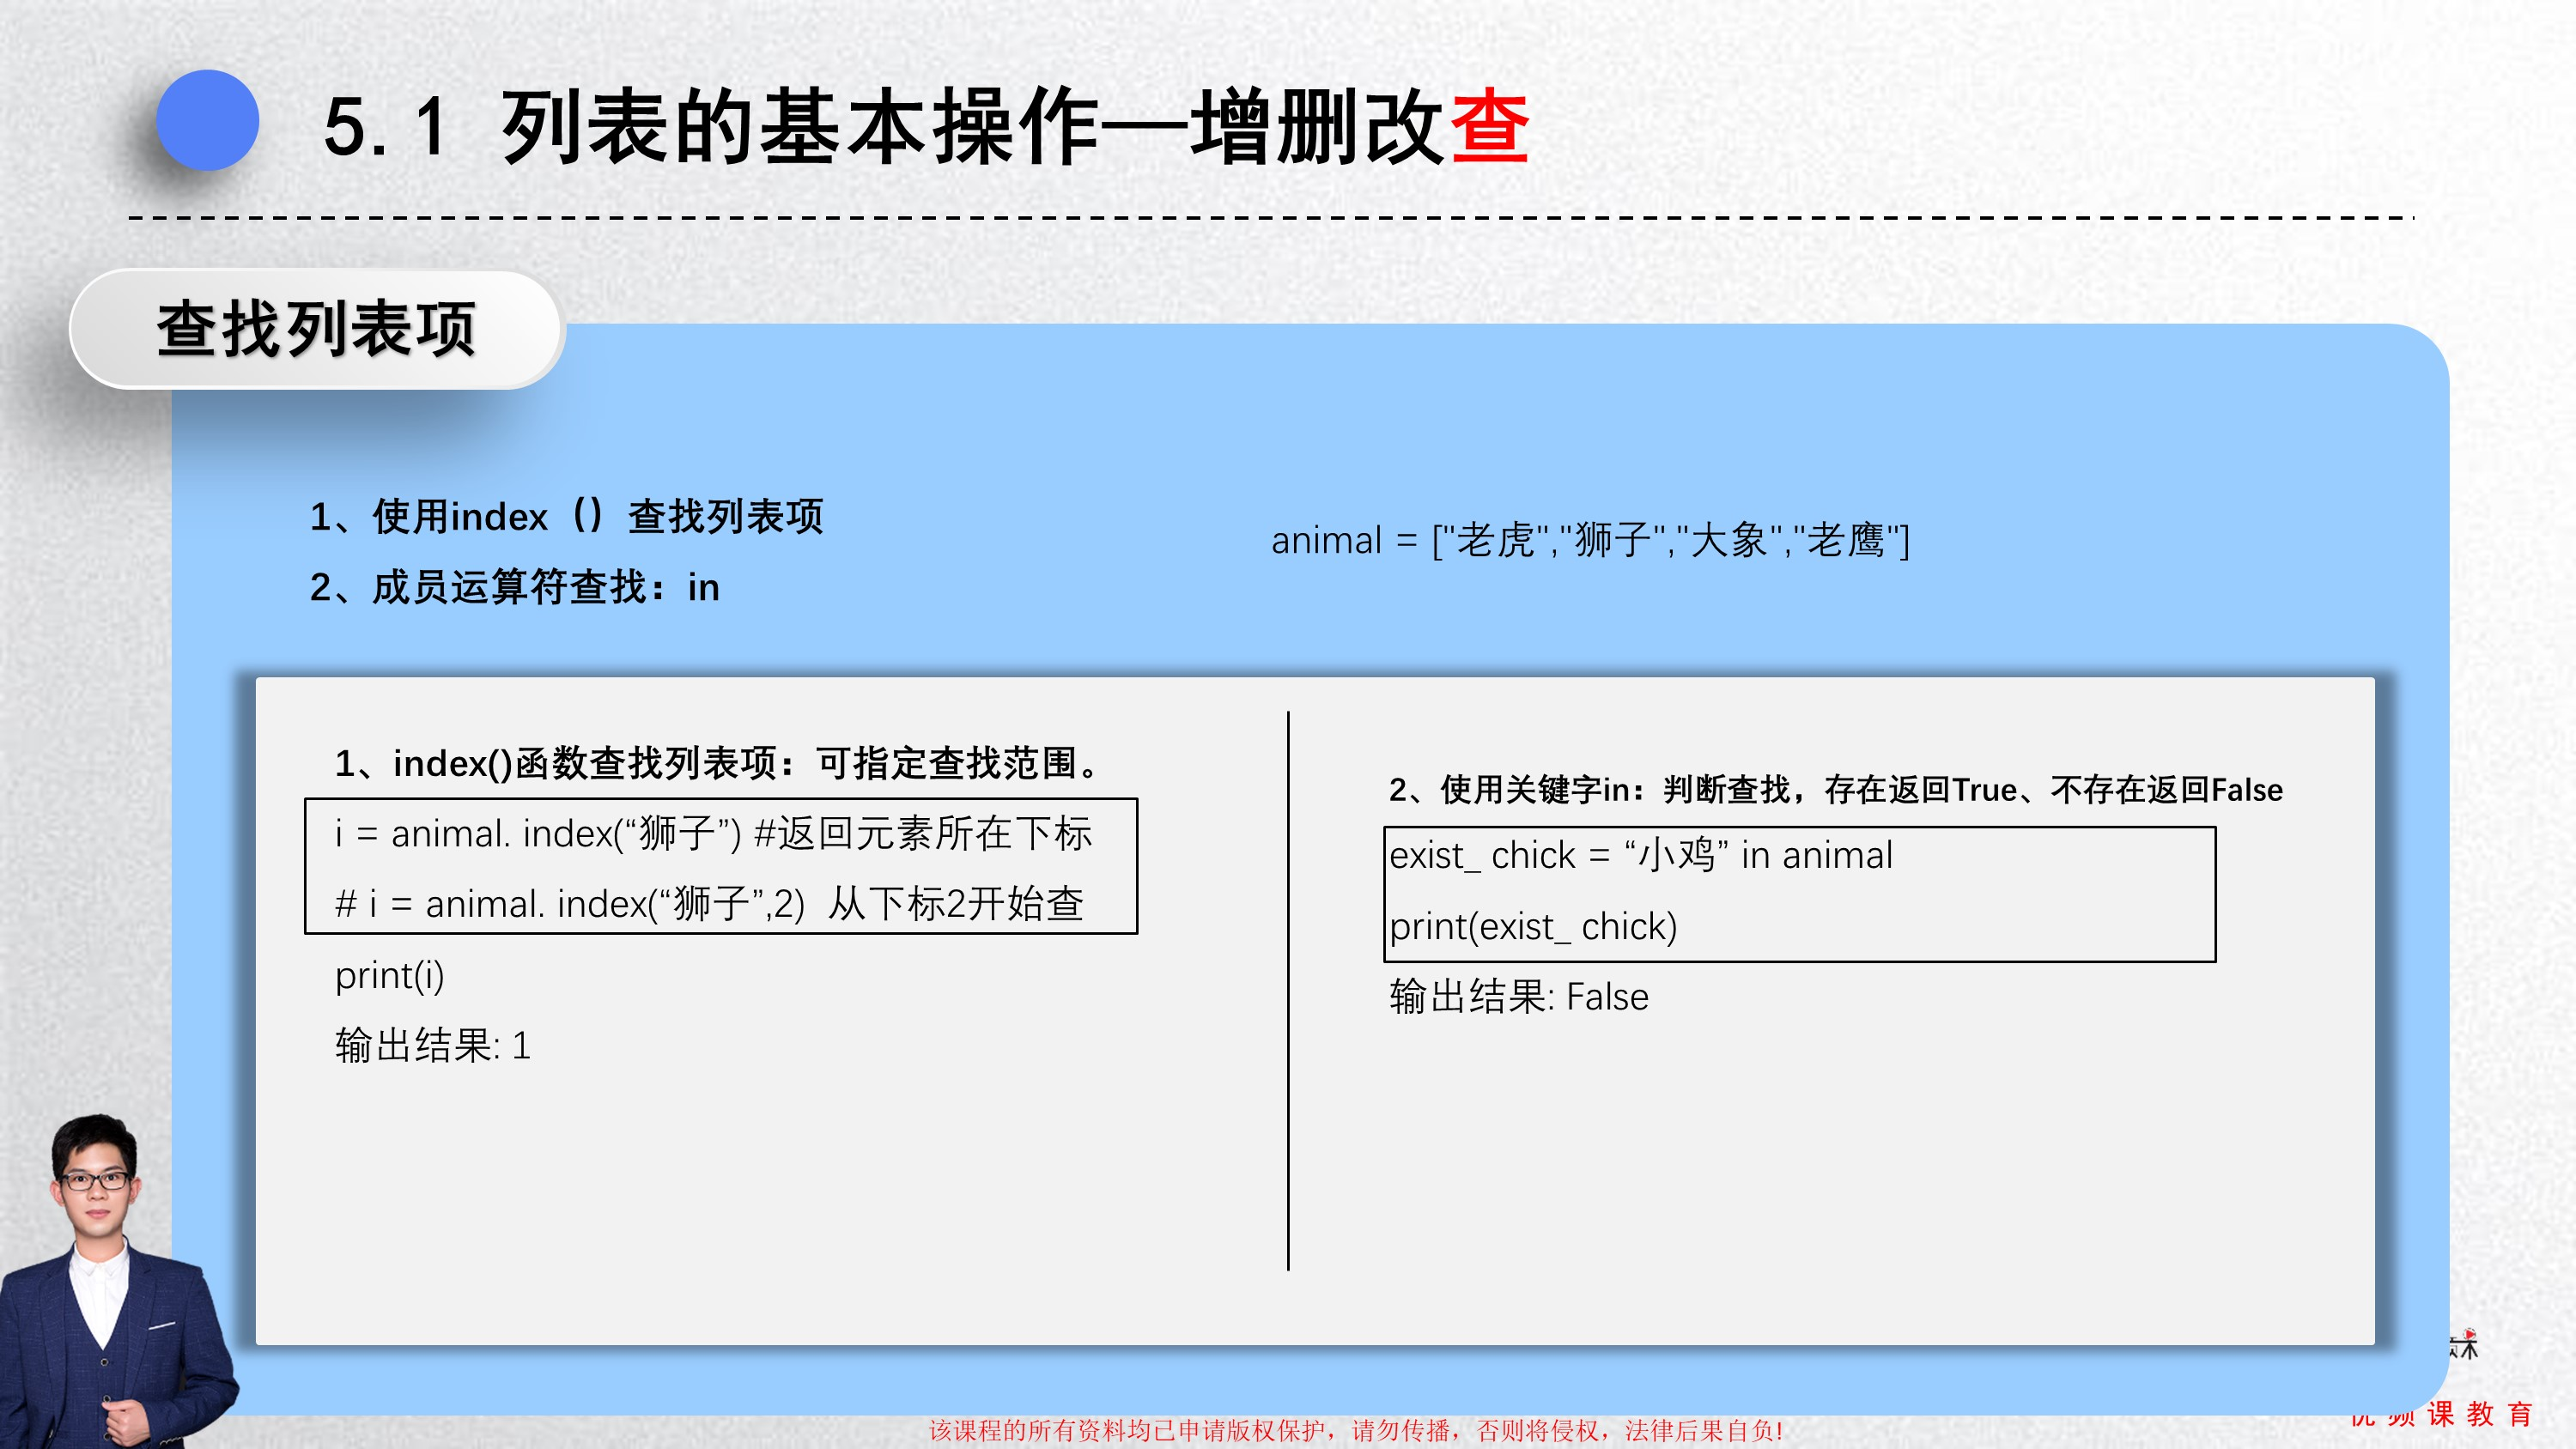 5.1 列表的基本操作—增删改查
查找列表项
1、使用index（）查找列表项
2、成员运算符查找：in
animal = ["老虎","狮子","大象","老鹰"]
1、index()函数查找列表项：可指定查找范围。
i = animal. index(“狮子”) #返回元素所在下标
# i = animal. index(“狮子”,2)  从下标2开始查
print(i)
输出结果: 1
2、使用关键字in：判断查找，存在返回True、不存在返回False
exist_ chick = “小鸡” in animal
print(exist_ chick)
输出结果: False
优频课教育
该课程的所有资料均已申请版权保护，请勿传播，否则将侵权，法律后果自负!